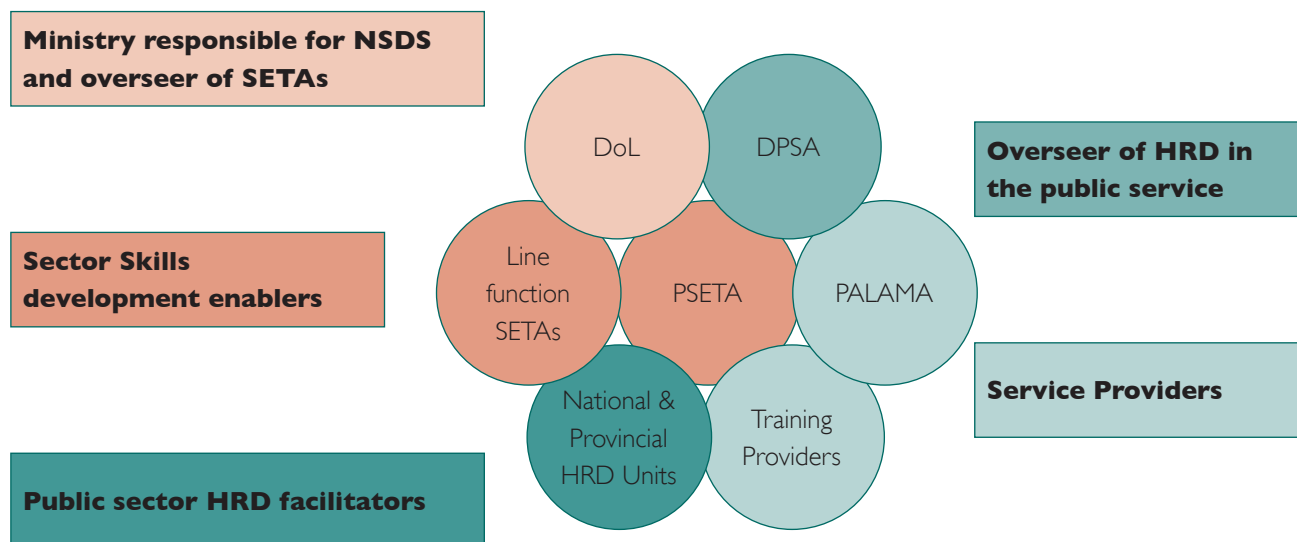 Ministry responsible for NSDS
and overseer of SETAs
DoL
DPSA
Overseer of HRD in
the public service
Sector Skills
development enablers
Line
function
SETAs
PSETA
PALAMA
Service Providers
National &
Provincial
HRD Units
Training
Providers
Public sector HRD facilitators